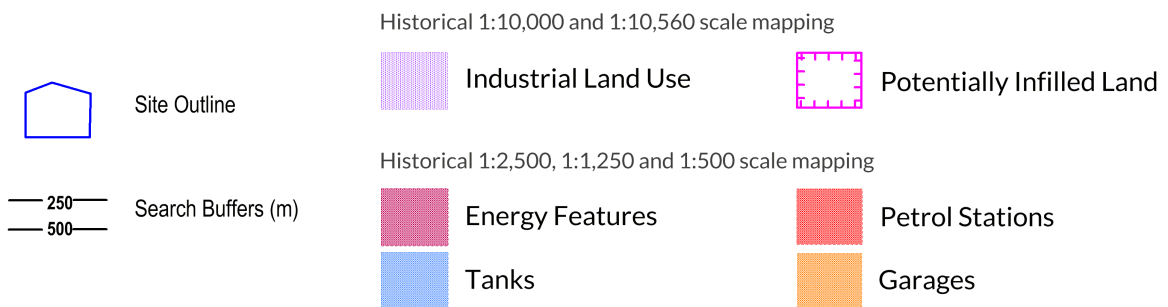 Historical 1:10,000 and 1:10,560 scale mapping
Site Outline
Industrial Land Use
Potentially Infilled Land
Historical 1:2,500, 1:1,250 and 1:500 scale mapping
250
500
Search Buffers (m)
Energy Features
Petrol Stations
Tanks
Garages